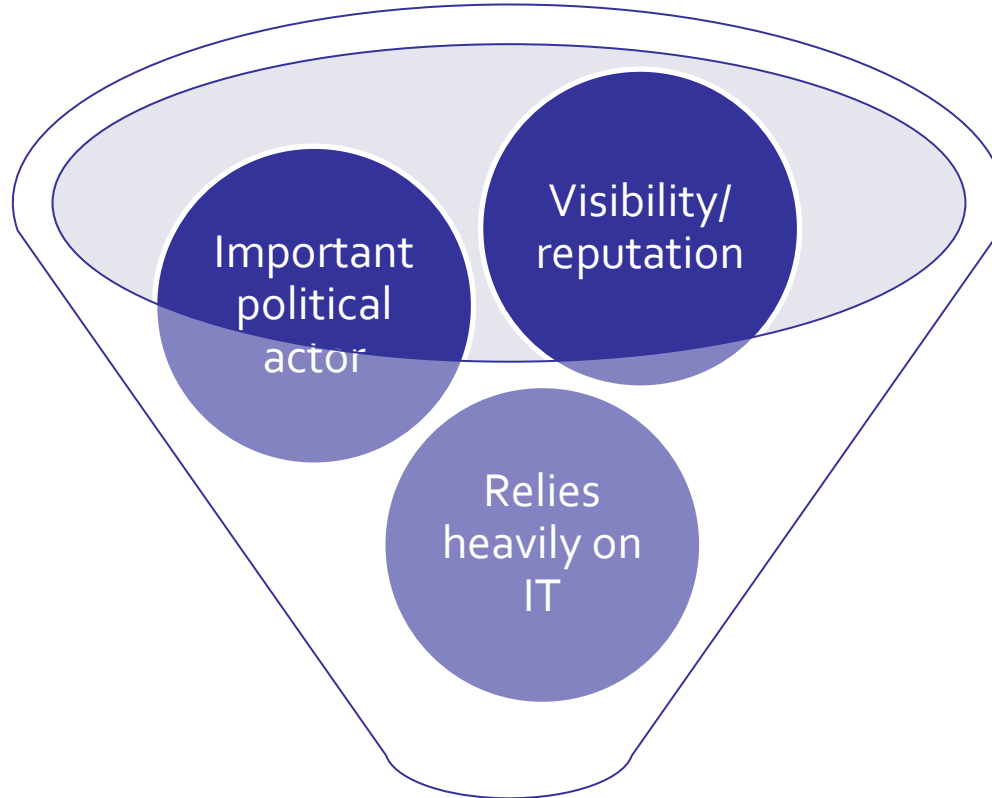 Important
political
actor
Visibility/
reputation
Relies
heavily on
IT